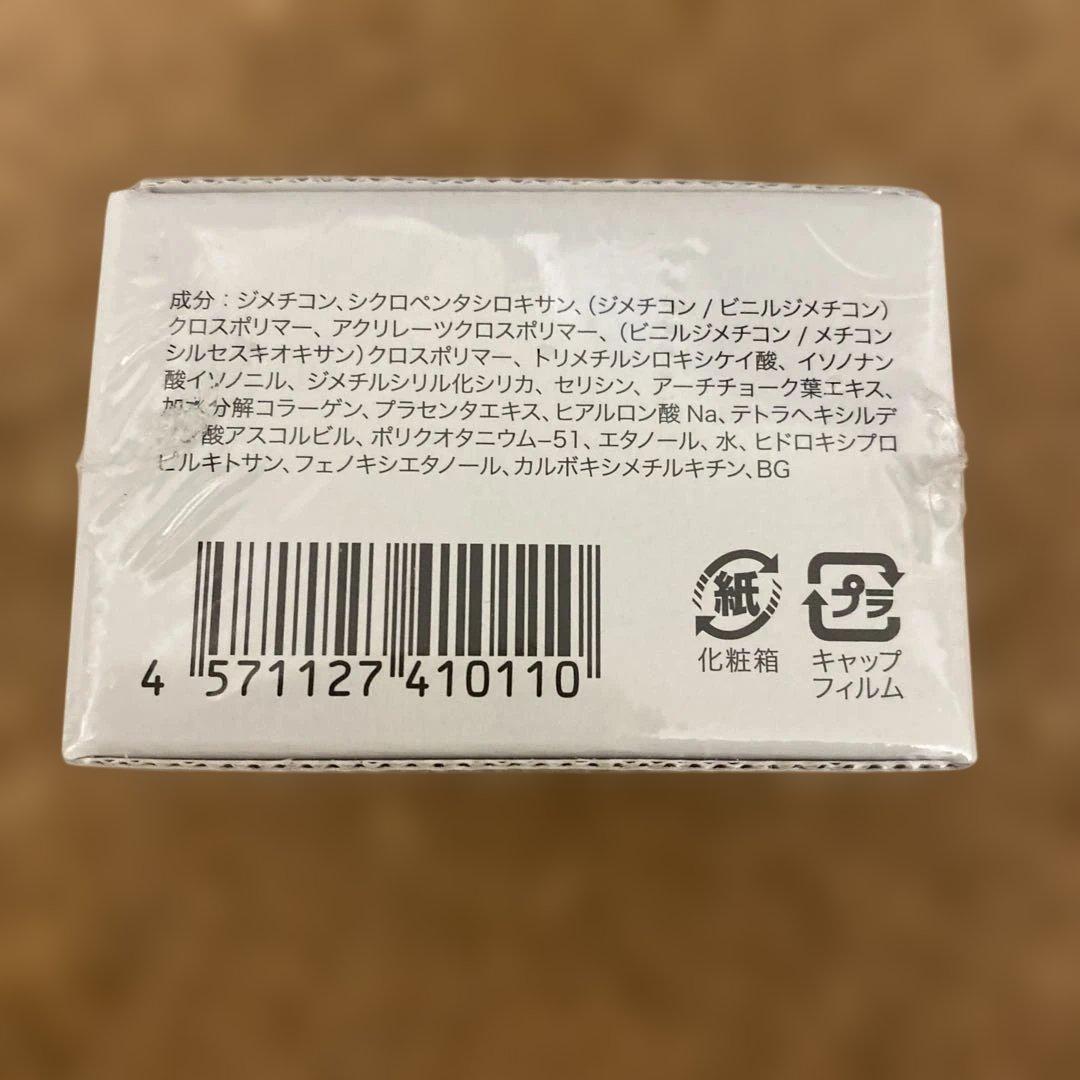 成分：ジメチコン、シクロペンタシロキサン、（ジメチコン / ビニルジメチコン）
クロスポリマー、アクリレーツクロスポリマー、（ビニルジメチコン / メチコン
シルセスキオキサン）クロスポリマー、トリメチルシロキシケイ酸、イソノナン
酸イソノニル、ジメチルシリル化シリカ、セリシン、アーチチョーク葉エキス、
加水分解コラーゲン、プラセンタエキス、ヒアルロン酸 Na、テトラヘキシルデ
酸アスコルビル、ポリクオタニウム–51、エタノール、水、ヒドロキシプロ
ピルキトサン、フェノキシエタノール、カルボキシメチルキチン、BG
4 571127 410110
紙
化粧箱
プラ
キャップ
フィルム